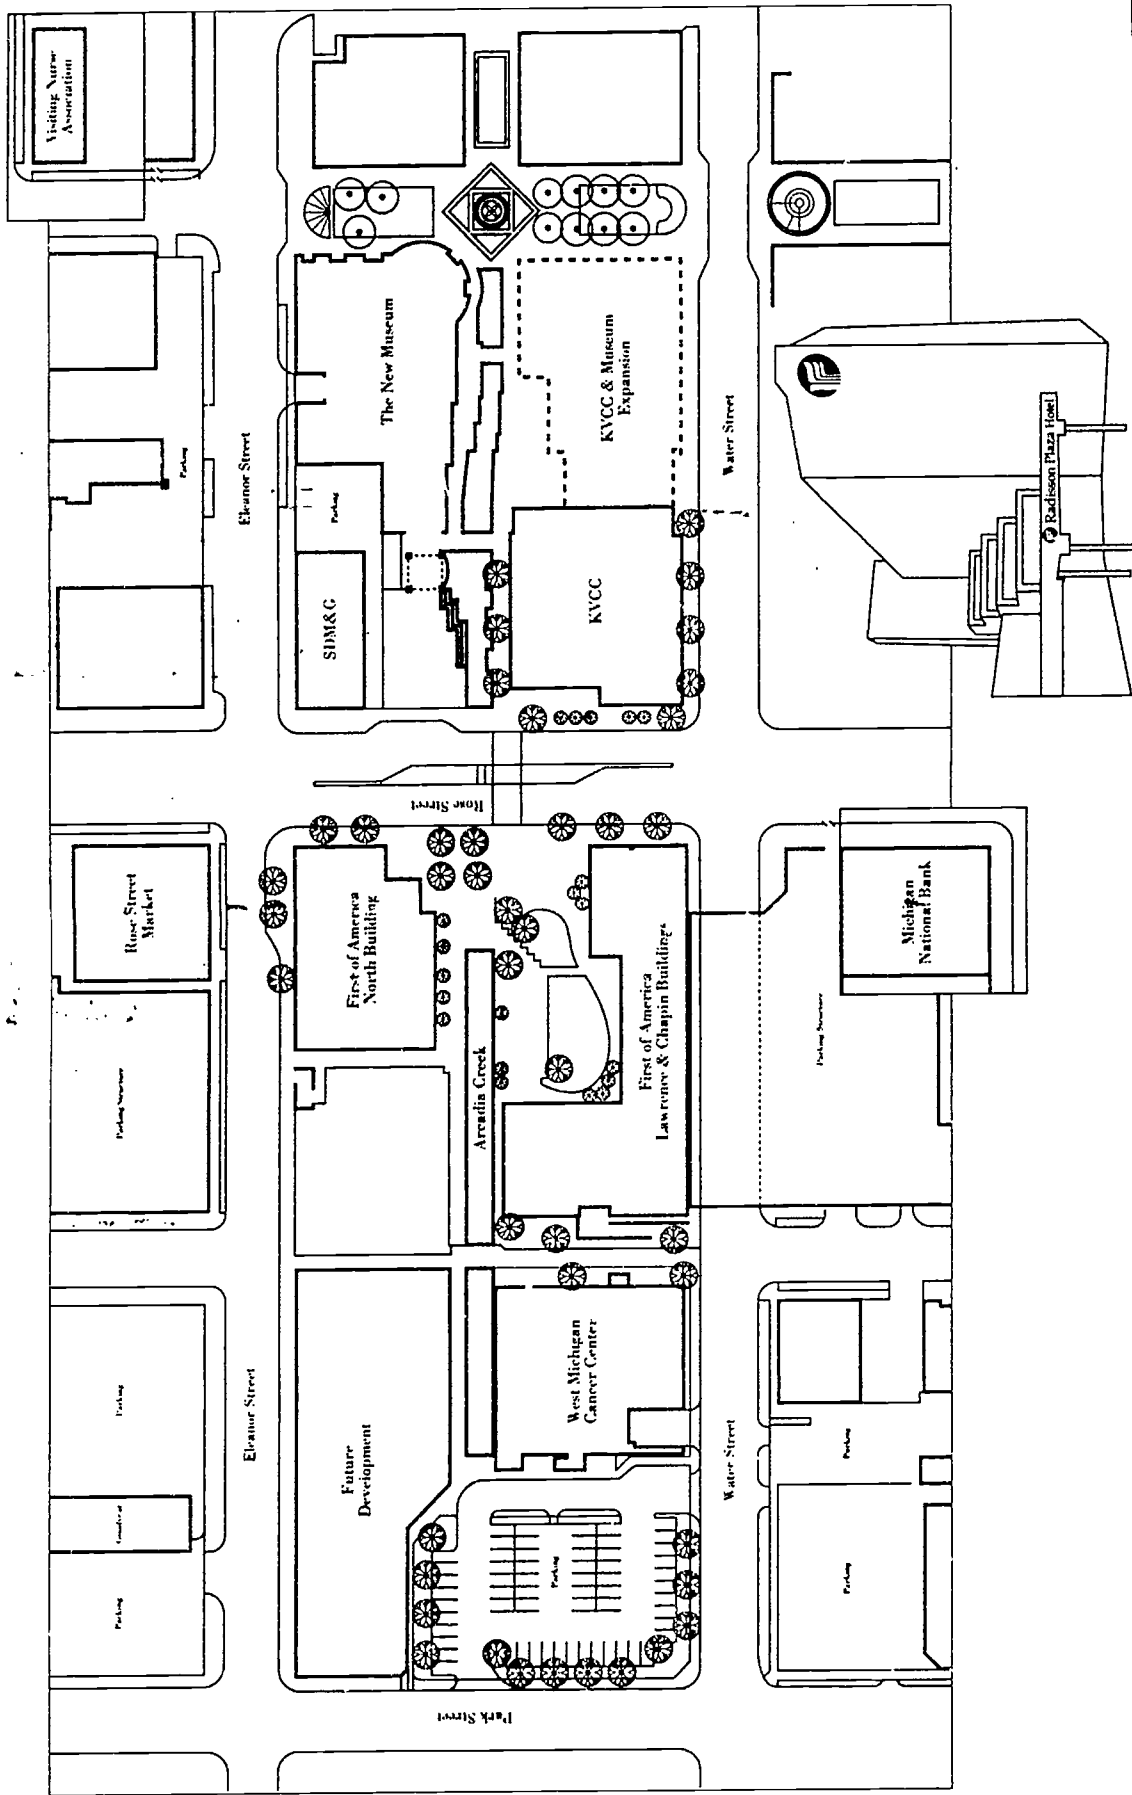 Visiting Nurse
Association
Parking
Eleanor Street
The New Museum
Parking
SDM&G
KVCC & Museum
Expansion
KVCC
Water Street
Radisson Plaza Hotel
Rose Street
Rose Street
Market
Parking Structure
First of America
North Building
Arcadia Creek
First of America
Lawrence & Chapin Buildings
Michigan
National Bank
Parking Structure
Parking
Parking
Eleanor Street
Future
Development
West Michigan
Cancer Center
Parking
Water Street
Parking
Parking
Park Street